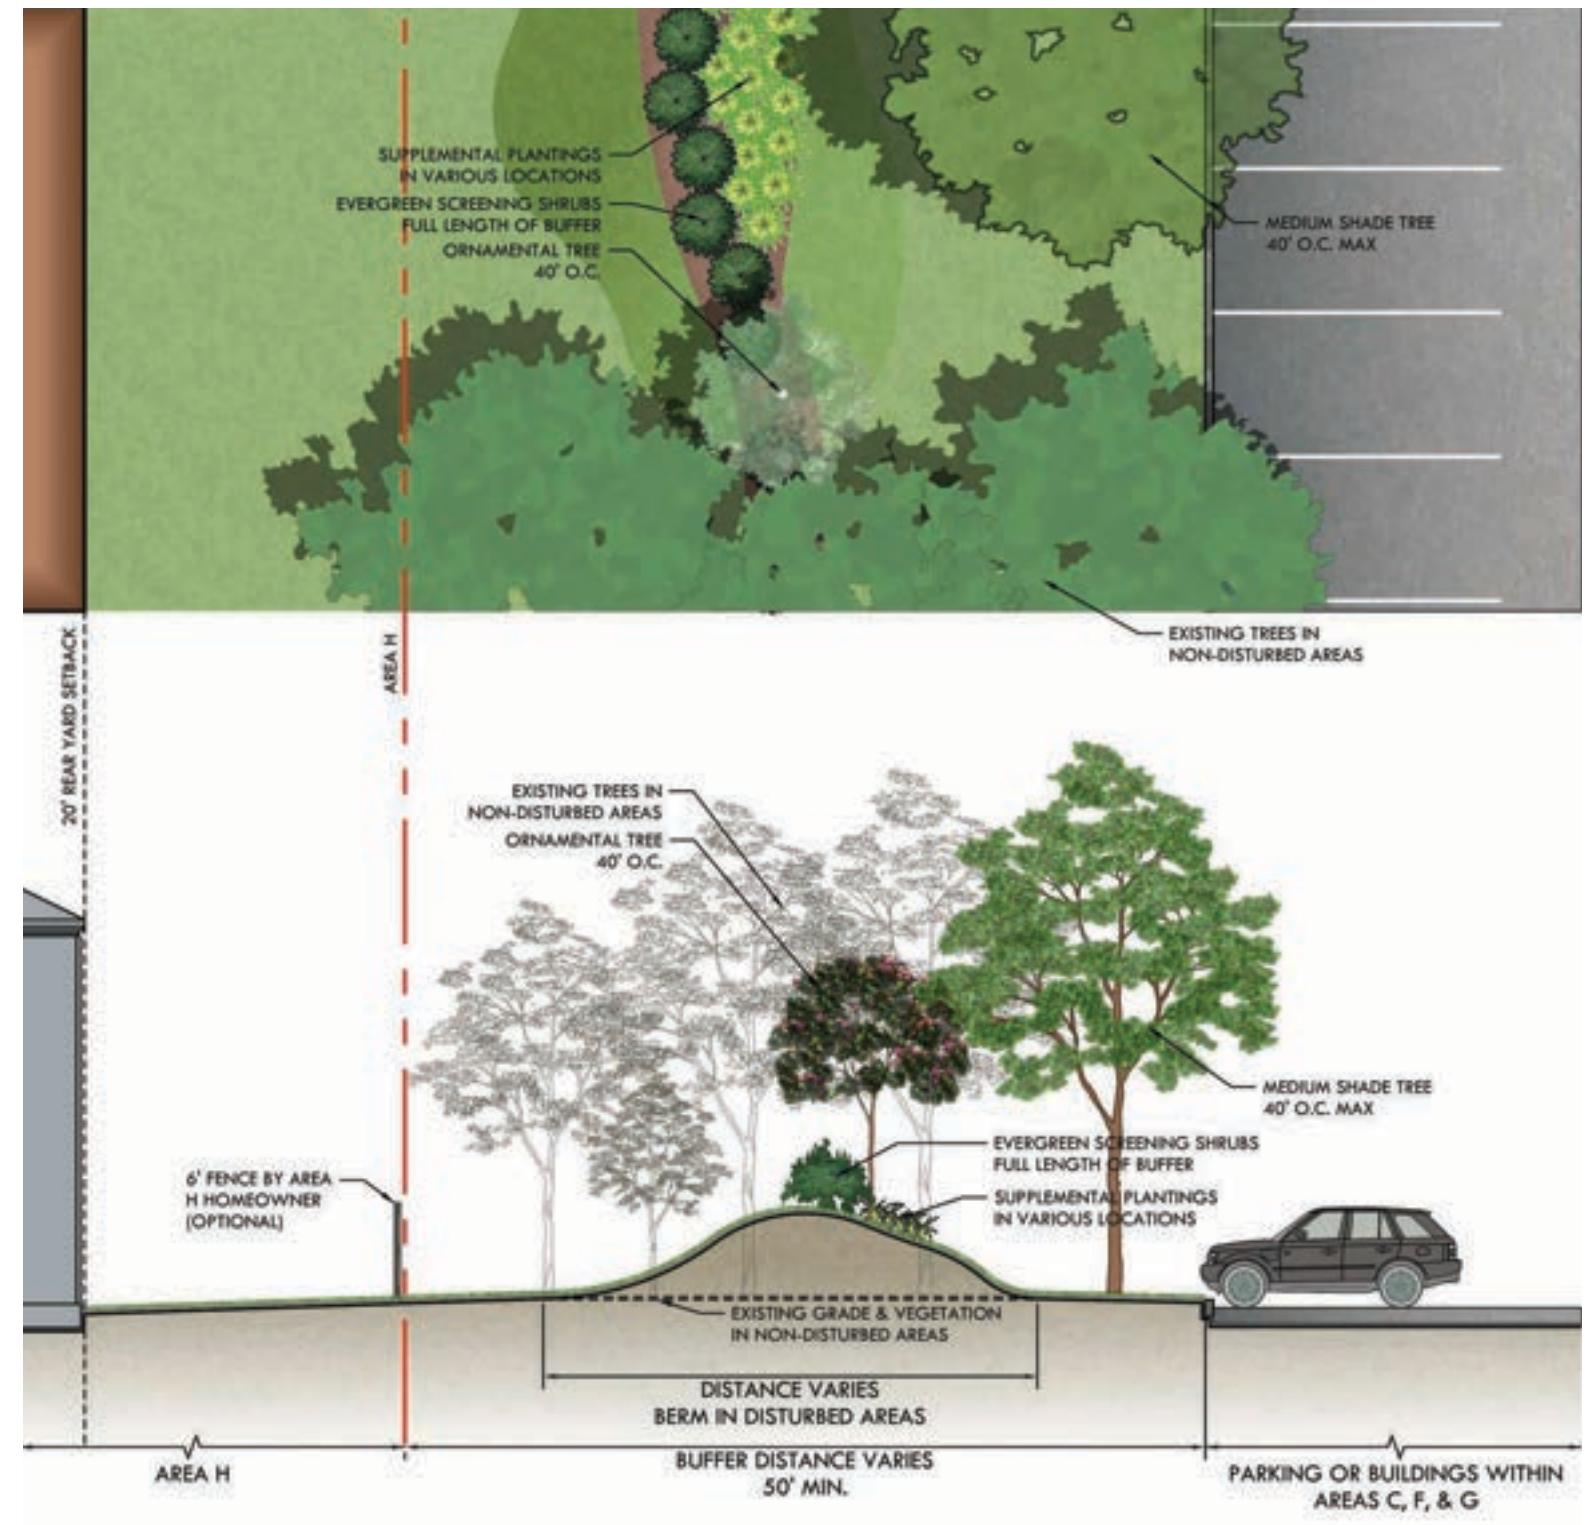 SUPPLEMENTAL PLANTINGS
IN VARIOUS LOCATIONS
EVERGREEN SCREENING SHRUBS
FULL LENGTH OF BUFFER
ORNAMENTAL TREE
40' O.C.
MEDIUM SHADE TREE
40' O.C. MAX
EXISTING TREES IN
NON-DISTURBED AREAS
20' REAR YARD SETBACK
AREA H
EXISTING TREES IN
NON-DISTURBED AREAS
ORNAMENTAL TREE
40' O.C.
MEDIUM SHADE TREE
40' O.C. MAX
EVERGREEN SCREENING SHRUBS
FULL LENGTH OF BUFFER
6' FENCE BY AREA
H HOMEOWNER
(OPTIONAL)
SUPPLEMENTAL PLANTINGS
IN VARIOUS LOCATIONS
EXISTING GRADE & VEGETATION
IN NON-DISTURBED AREAS
DISTANCE VARIES
BERM IN DISTURBED AREAS
AREA H
BUFFER DISTANCE VARIES
50' MIN.
PARKING OR BUILDINGS WITHIN
AREAS C, F, & G